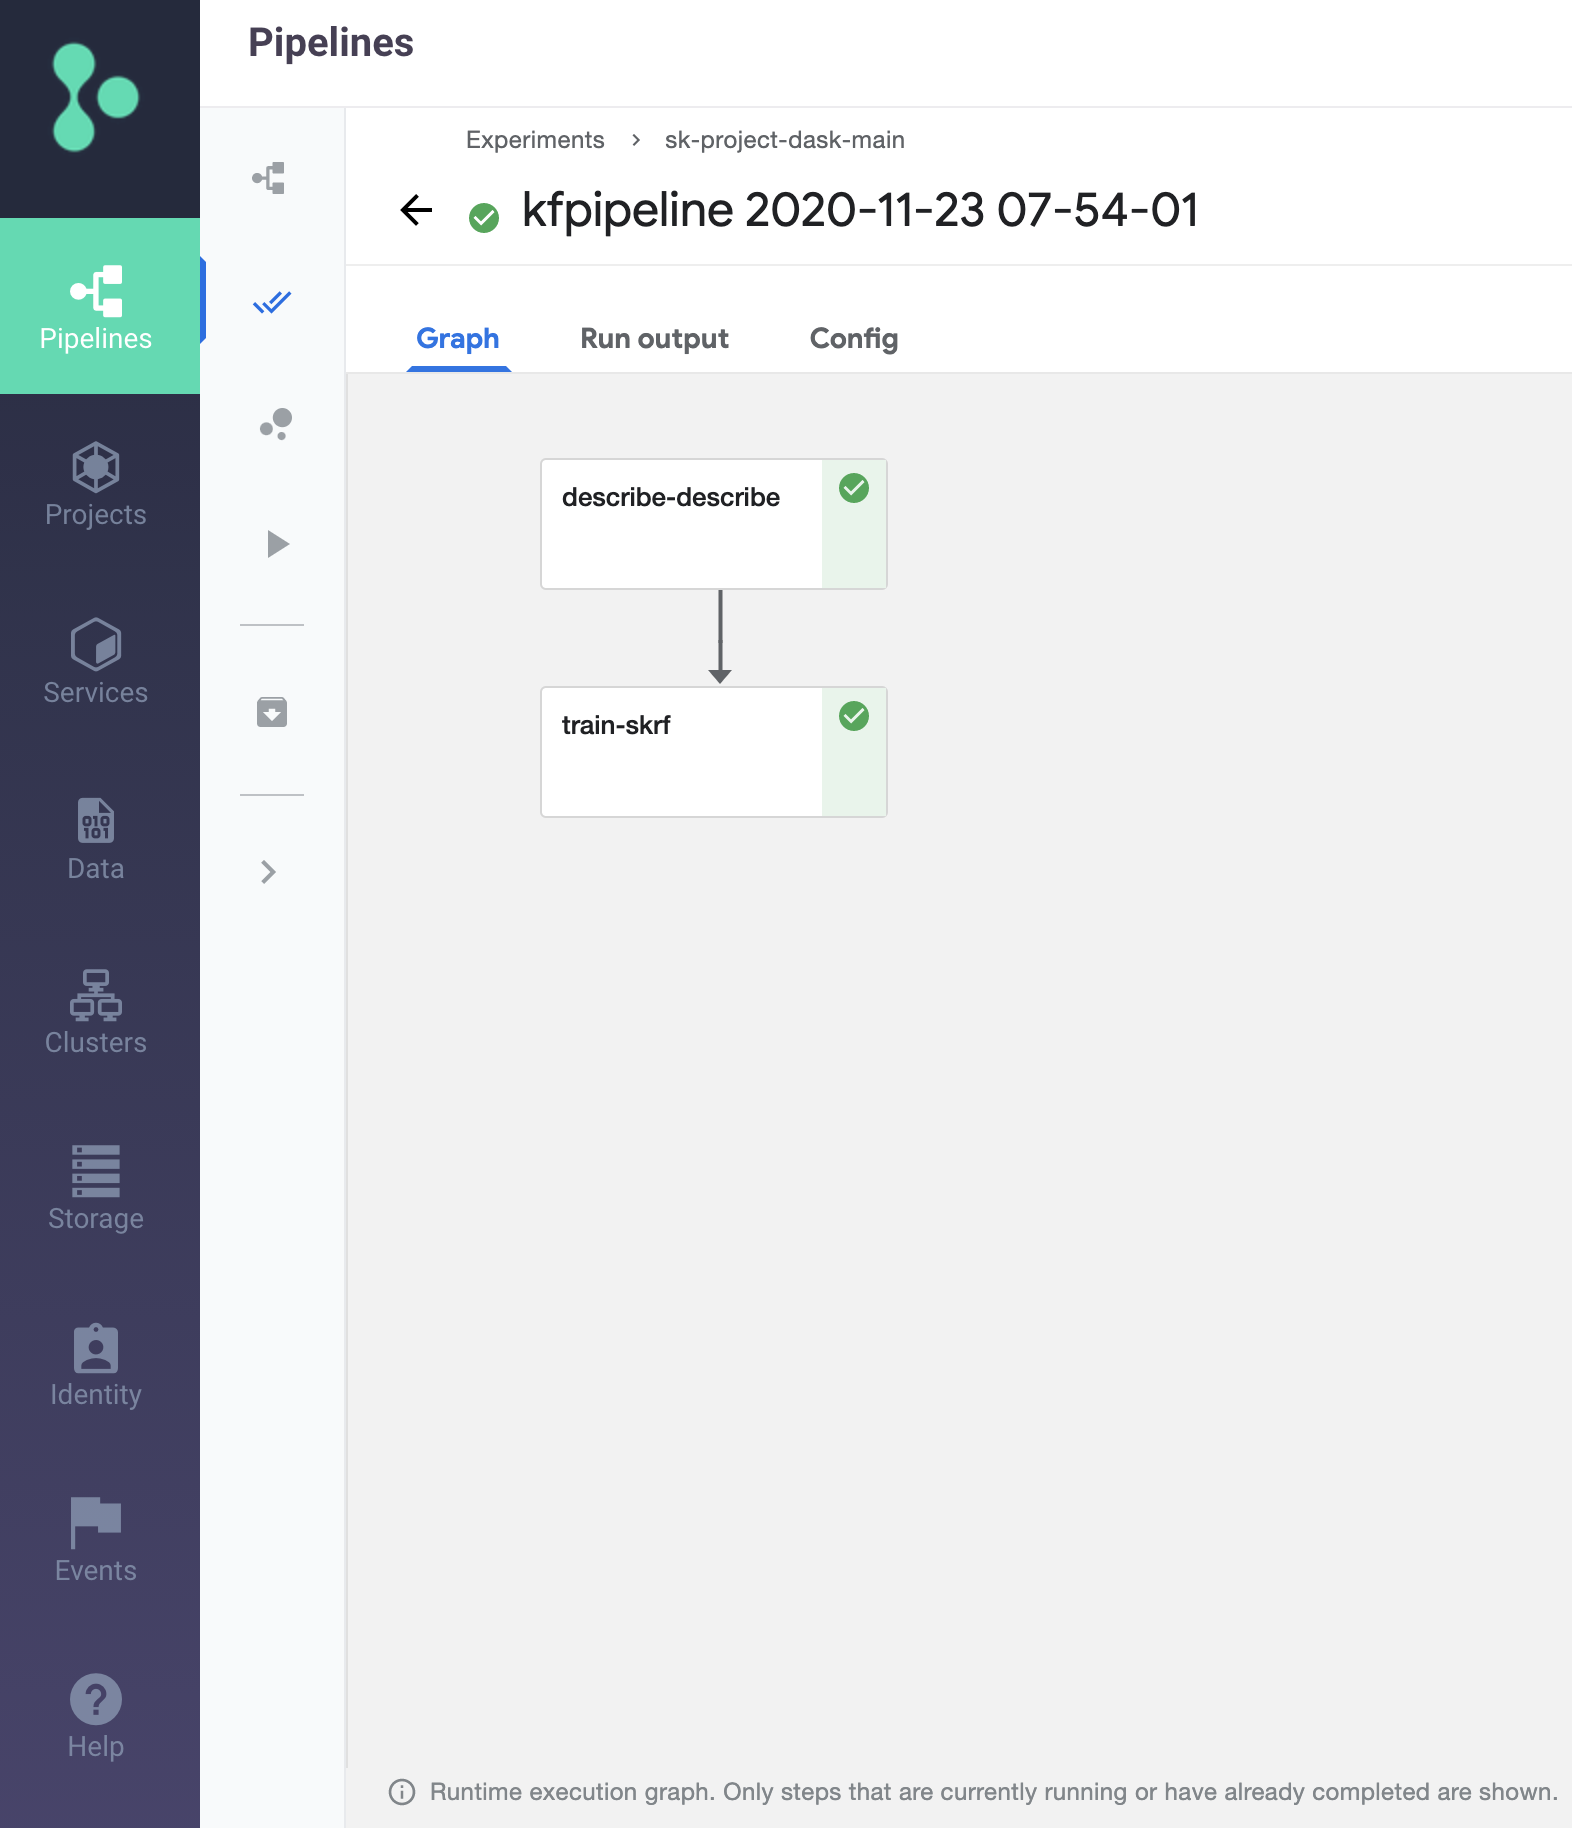 Pipelines
Experiments > sk-project-dask-main
kfpipeline 2020-11-23 07-54-01
Graph Run output Config
describe-describe
train-skrf
Runtime execution graph. Only steps that are currently running or have already completed are shown.
Pipelines
Projects
Services
010
101
Data
Clusters
Storage
Identity
Events
?
Help